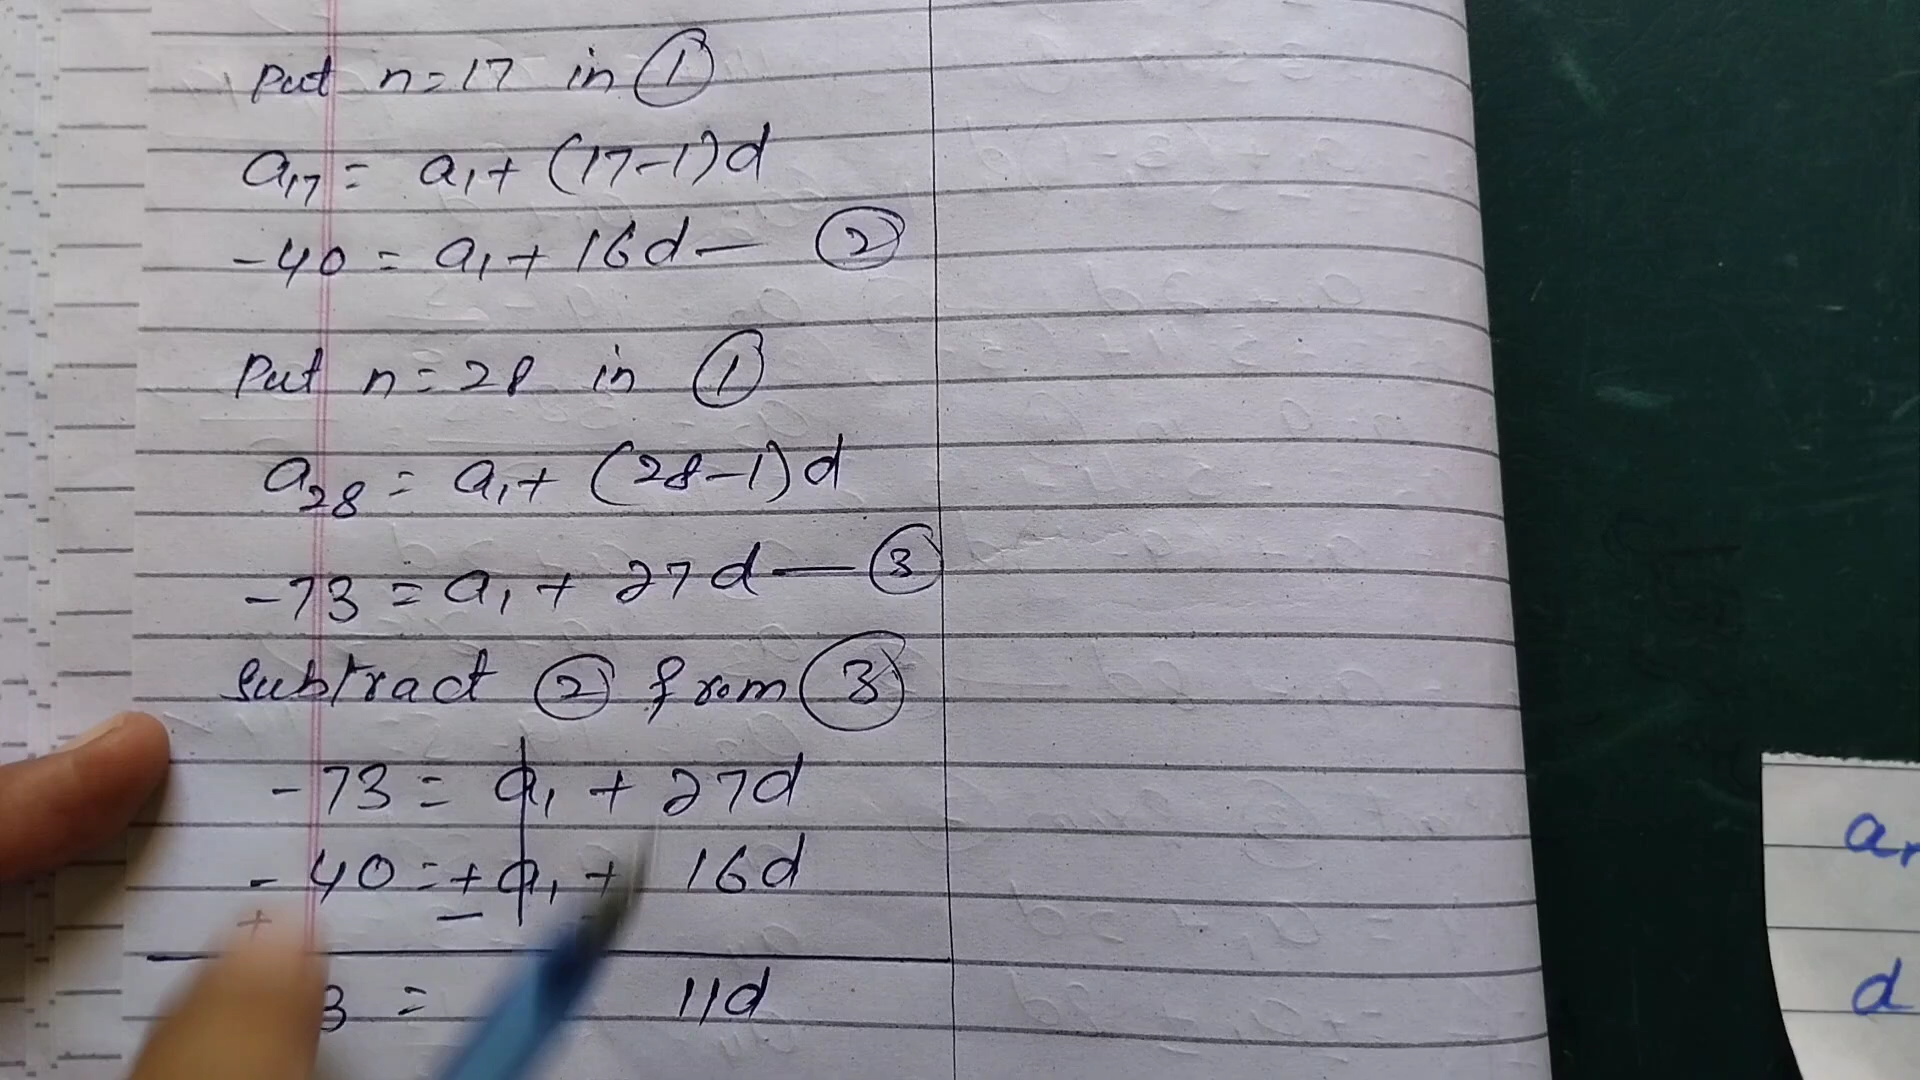 Put n=17 in ①
a₁₇ = a₁+ (17-1)d
-40 = a₁+ 16d — ②
Put n=28 in ①
a₂₈ = a₁+ (28-1)d
-73 = a₁ + 27d — ③
Subtract ② from ③
-73 = a₁ + 27d
-40 = + a₁ + 16d
+ -
3 = 11d
a₁
d